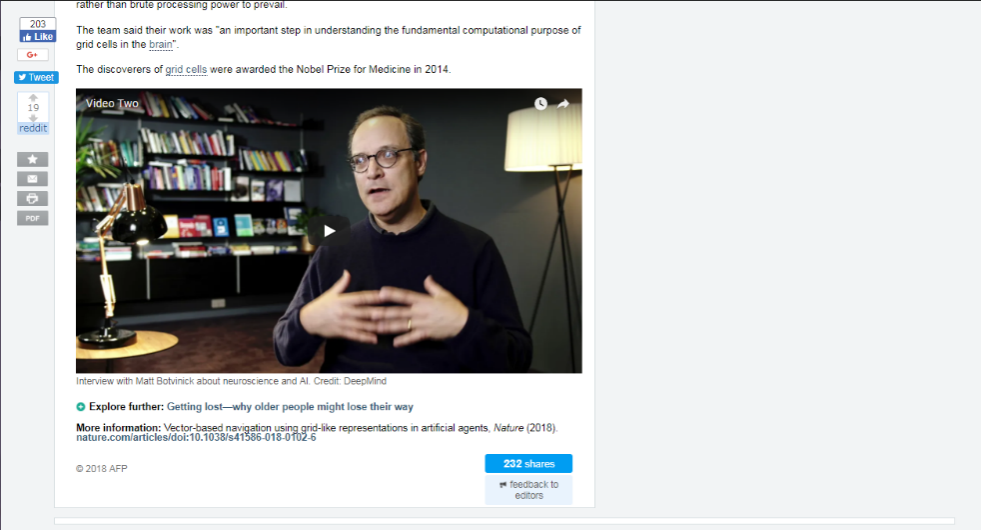 rather than brute processing power to prevail.
The team said their work was "an important step in understanding the fundamental computational purpose of
grid cells in the brain".
The discoverers of grid cells were awarded the Nobel Prize for Medicine in 2014.
203
Like
G+
Tweet
19
reddit
PDF
Video Two
Interview with Matt Botvinick about neuroscience and AI. Credit: DeepMind
Explore further: Getting lost—why older people might lose their way
More information: Vector-based navigation using grid-like representations in artificial agents, Nature (2018).
nature.com/articles/doi:10.1038/s41586-018-0102-6
© 2018 AFP
232 shares
feedback to
editors